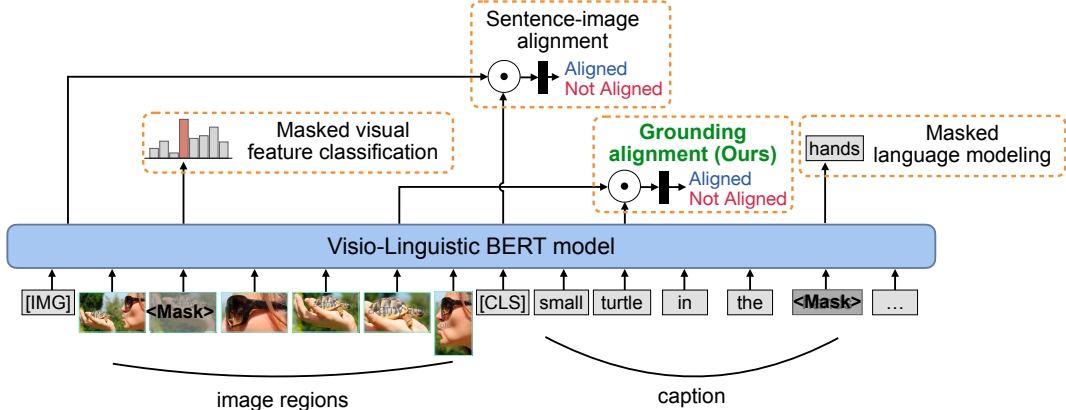 Sentence-image
alignment
Aligned
Not Aligned
Masked visual
feature classification
Grounding
alignment (Ours)
Aligned
Not Aligned
hands
Masked
language modeling
Visio-Linguistic BERT model
[IMG]
<Mask>
[CLS]
small
turtle
in
the
<Mask>
...
image regions
caption